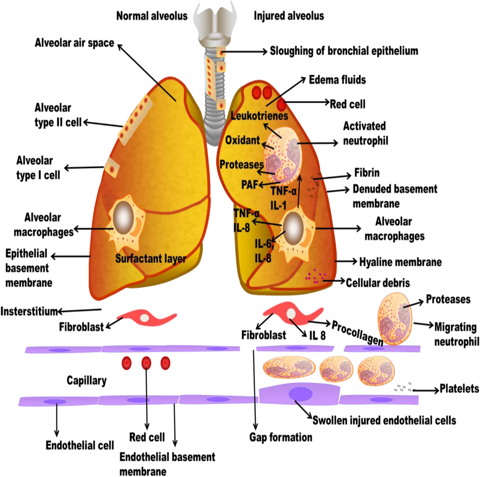 Normal alveolus
Injured alveolus
Alveolar air space
Sloughing of bronchial epithelium
Edema fluids
Red cell
Leukotrienes
Alveolar
type II cell
Activated
neutrophil
Oxidant
Proteases
Alveolar
type I cell
Fibrin
PAF
TNF-α
IL-1
Denuded basement
membrane
Alveolar
macrophages
TNF-α
IL-8
Alveolar
macrophages
IL-6,
IL-8
Epithelial
basement
membrane
Surfactant layer
Hyaline membrane
Cellular debris
Interstitium
Fibroblast
Fibroblast
IL 8
Procollagen
Proteases
Migrating
neutrophil
Capillary
Platelets
Endothelial cell
Red cell
Endothelial basement
membrane
Gap formation
Swollen injured endothelial cells